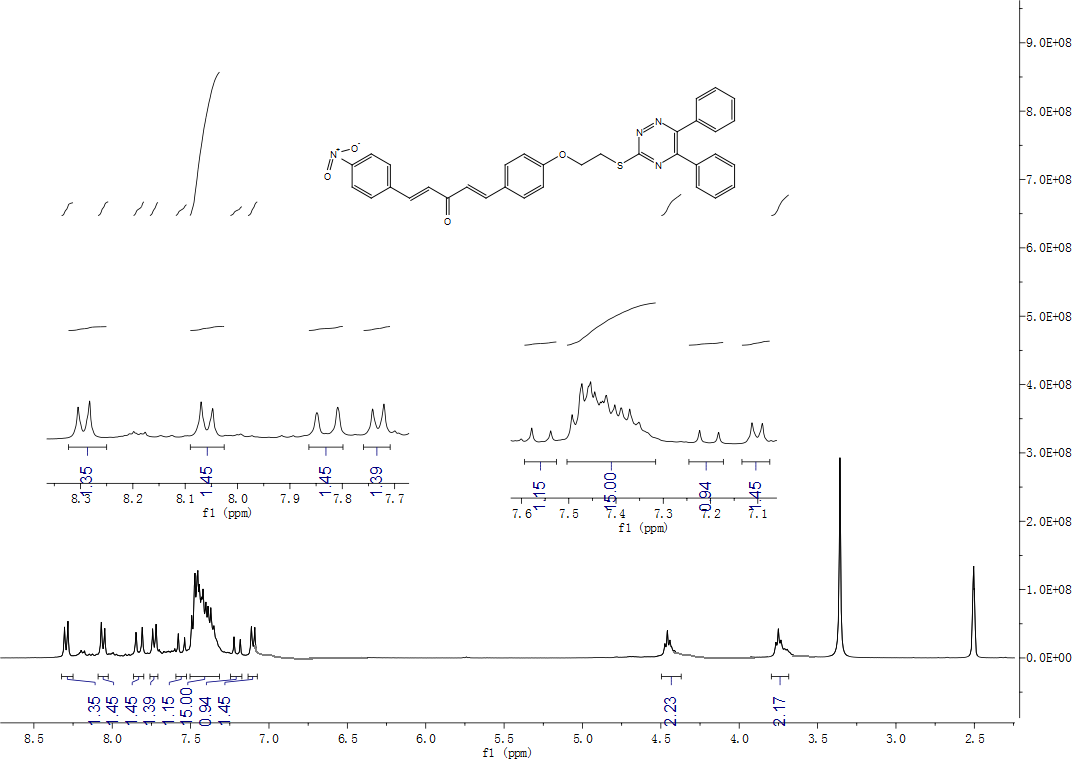 9.0E+08
8.0E+08
7.0E+08
6.0E+08
5.0E+08
4.0E+08
3.0E+08
2.0E+08
1.0E+08
0.0E+00
N N
N
S
O
N+ O-
O
O
1.35 1.45 1.45 1.39
8.3 8.2 8.1 8.0 7.9 7.8 7.7
f1 (ppm)
1.15 15.00 0.94 1.45
7.6 7.5 7.4 7.3 7.2 7.1
f1 (ppm)
1.35 1.45 1.45 1.39 1.15 15.00 0.94 1.45 2.23 2.17
8.5 8.0 7.5 7.0 6.5 6.0 5.5 5.0 4.5 4.0 3.5 3.0 2.5
f1 (ppm)